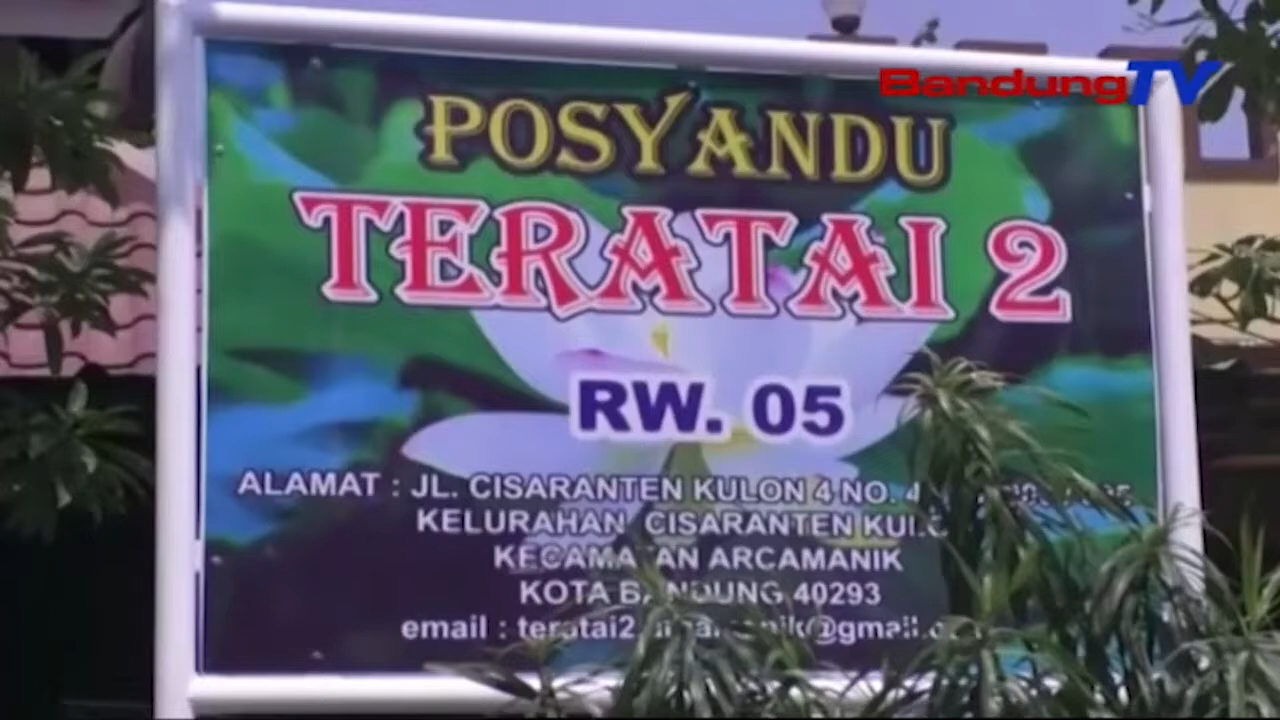 BandungTV
POSYANDU
TERATAI 2
RW. 05
ALAMAT : JL. CISARANTEN KULON 4 NO. 4
KELURAHAN CISARANTEN
KECAMATAN ARCAMANIK
KOTA BANDUNG 40293
email :